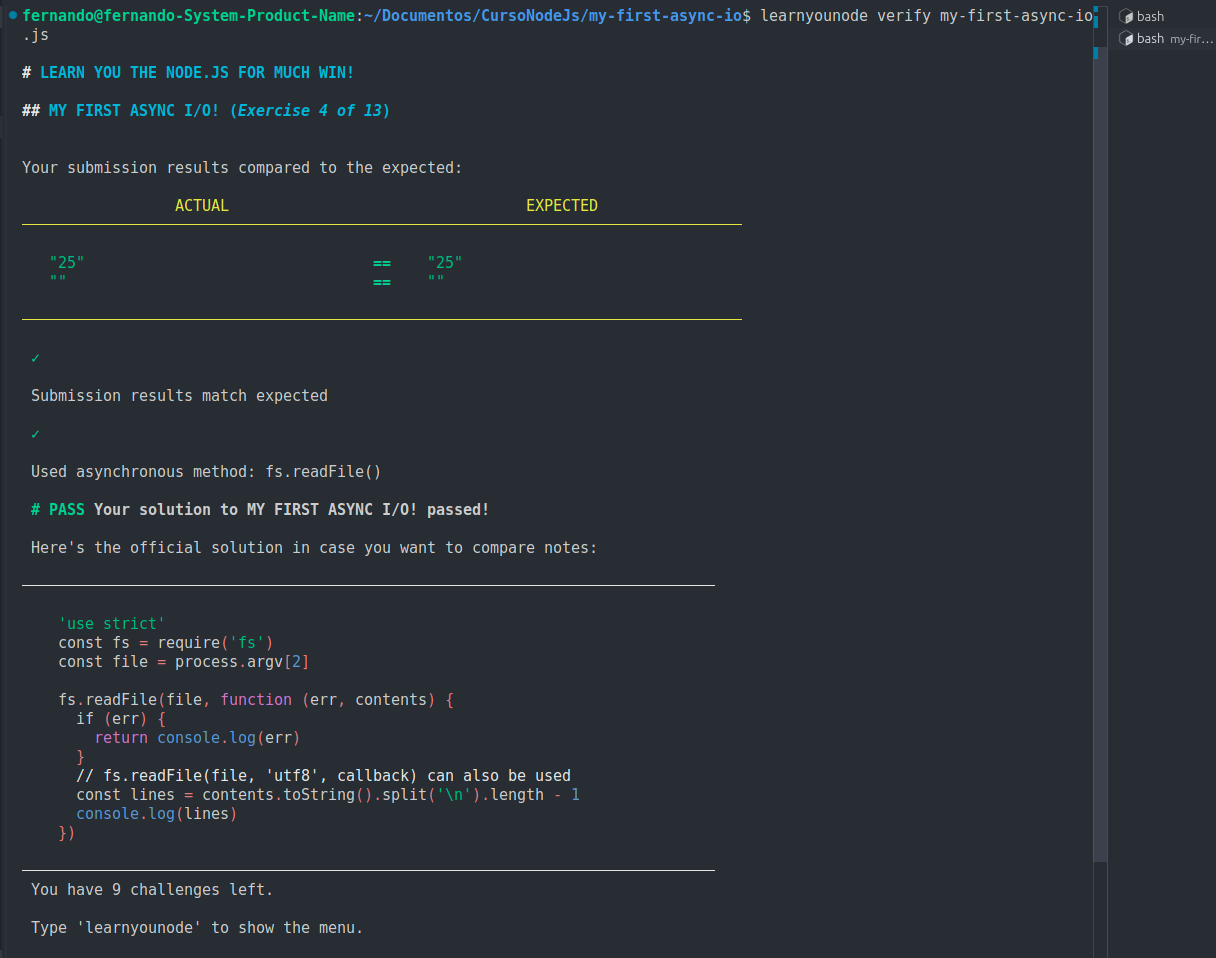 fernando@fernando-System-Product-Name:~/Documentos/CursoNodeJs/my-first-async-io$ learnyounode verify my-first-async-io
.js
bash
bash my-fir...
# LEARN YOU THE NODE.JS FOR MUCH WIN!
## MY FIRST ASYNC I/O! (Exercise 4 of 13)
Your submission results compared to the expected:
ACTUAL EXPECTED
"25" == "25"
"" == ""
✓
Submission results match expected
✓
Used asynchronous method: fs.readFile()
# PASS Your solution to MY FIRST ASYNC I/O! passed!
Here's the official solution in case you want to compare notes:
'use strict'
const fs = require('fs')
const file = process.argv[2]
fs.readFile(file, function (err, contents) {
if (err) {
return console.log(err)
}
// fs.readFile(file, 'utf8', callback) can also be used
const lines = contents.toString().split('\n').length - 1
console.log(lines)
})
You have 9 challenges left.
Type 'learnyounode' to show the menu.